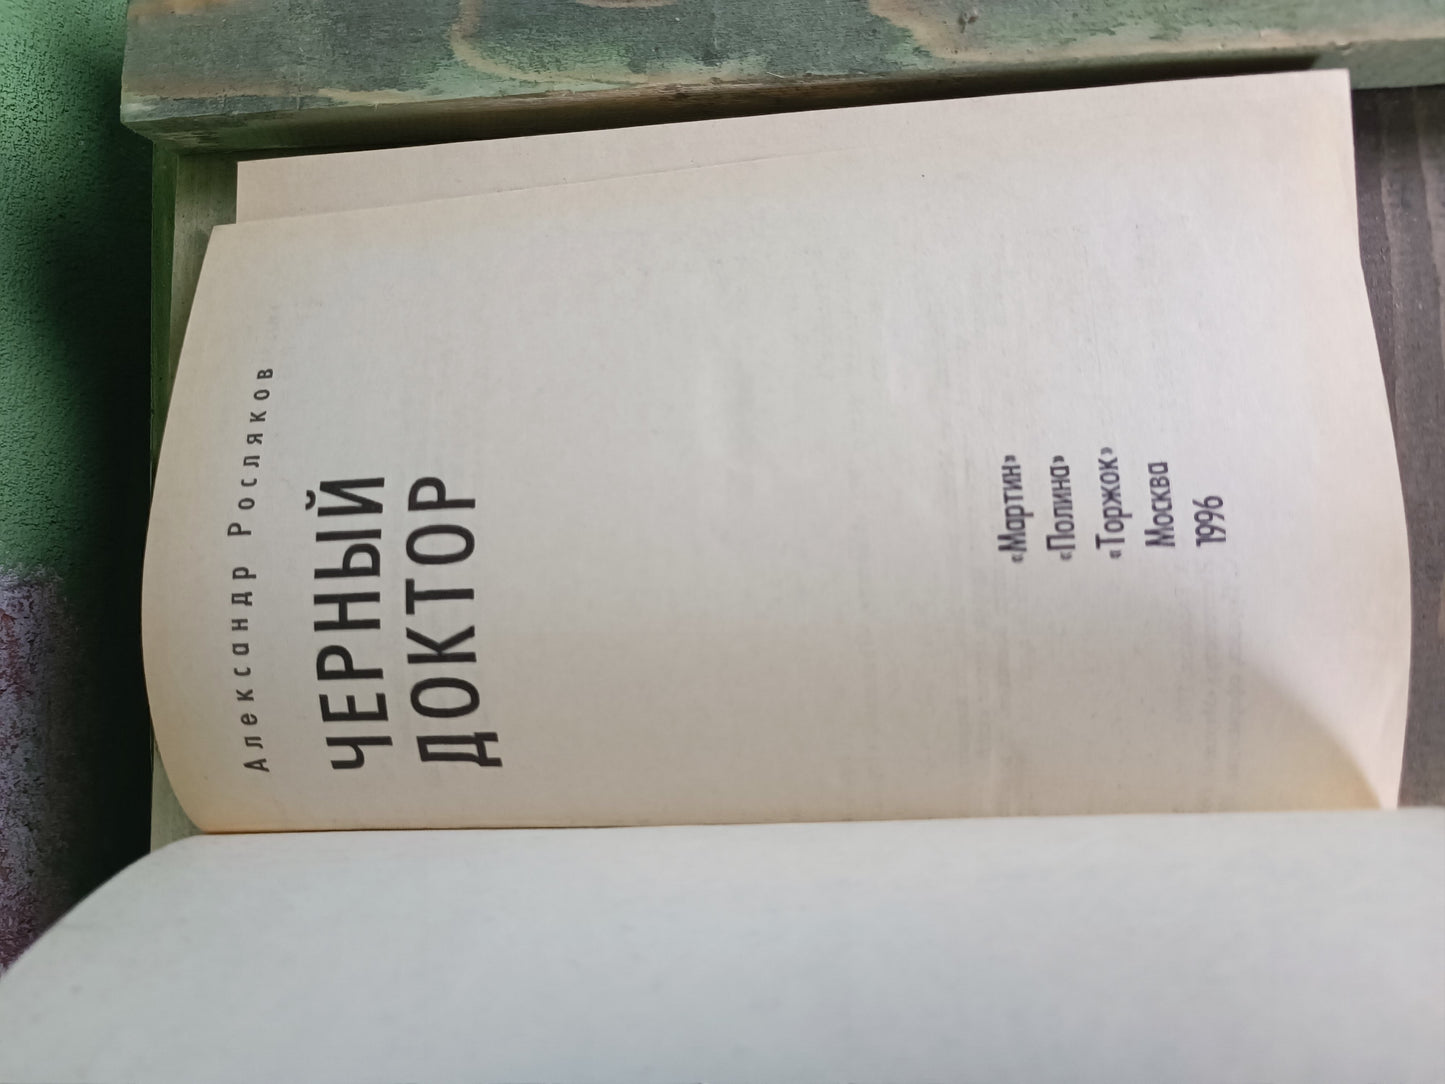 Александр Росляков
ЧЕРНЫЙ
ДОКТОР
«Мартин»
«Полина»
«Торжок»
Москва
1996